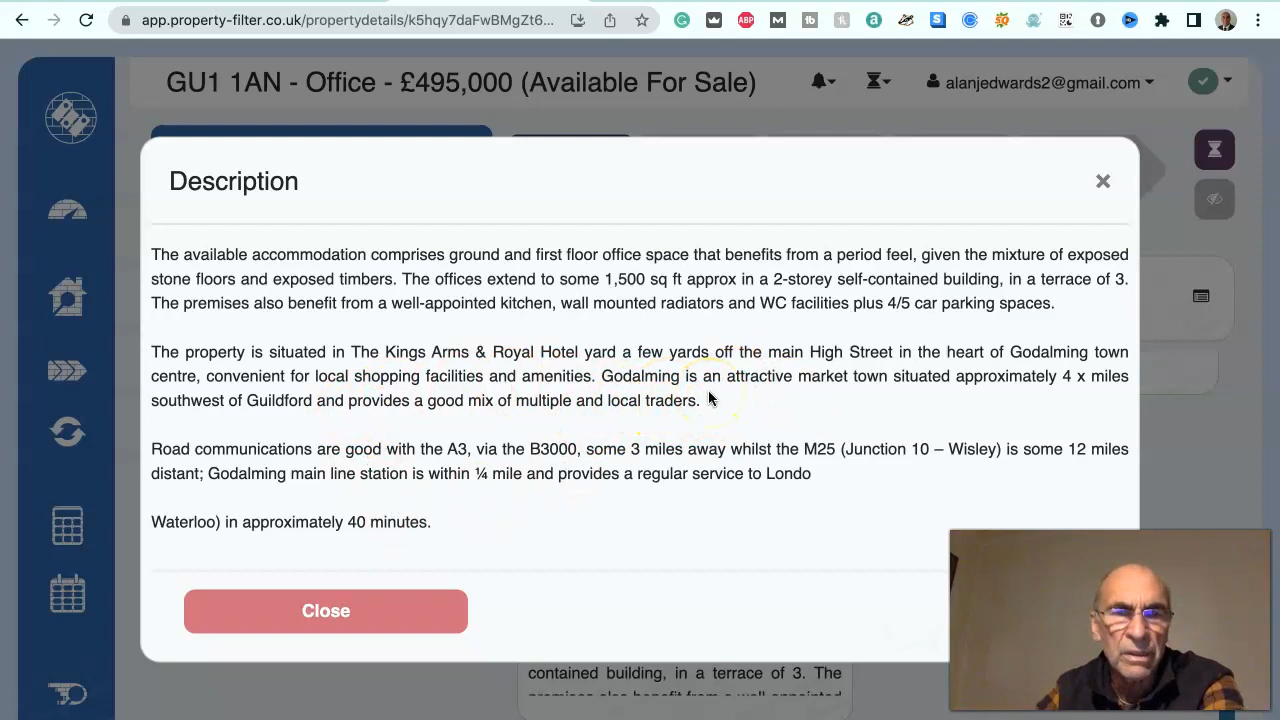 app.property-filter.co.uk/propertydetails/k5hqy7daFwBMgZt6...
GU1 1AN - Office - £495,000 (Available For Sale)
alanjedwards2@gmail.com
Description
The available accommodation comprises ground and first floor office space that benefits from a period feel, given the mixture of exposed
stone floors and exposed timbers. The offices extend to some 1,500 sq ft approx in a 2-storey self-contained building, in a terrace of 3.
The premises also benefit from a well-appointed kitchen, wall mounted radiators and WC facilities plus 4/5 car parking spaces.
The property is situated in The Kings Arms & Royal Hotel yard a few yards off the main High Street in the heart of Godalming town
centre, convenient for local shopping facilities and amenities. Godalming is an attractive market town situated approximately 4 x miles
southwest of Guildford and provides a good mix of multiple and local traders.
Road communications are good with the A3, via the B3000, some 3 miles away whilst the M25 (Junction 10 – Wisley) is some 12 miles
distant; Godalming main line station is within ¼ mile and provides a regular service to Londo
Waterloo) in approximately 40 minutes.
Close
contained building, in a terrace of 3. The
premises also benefit from a well-appointed